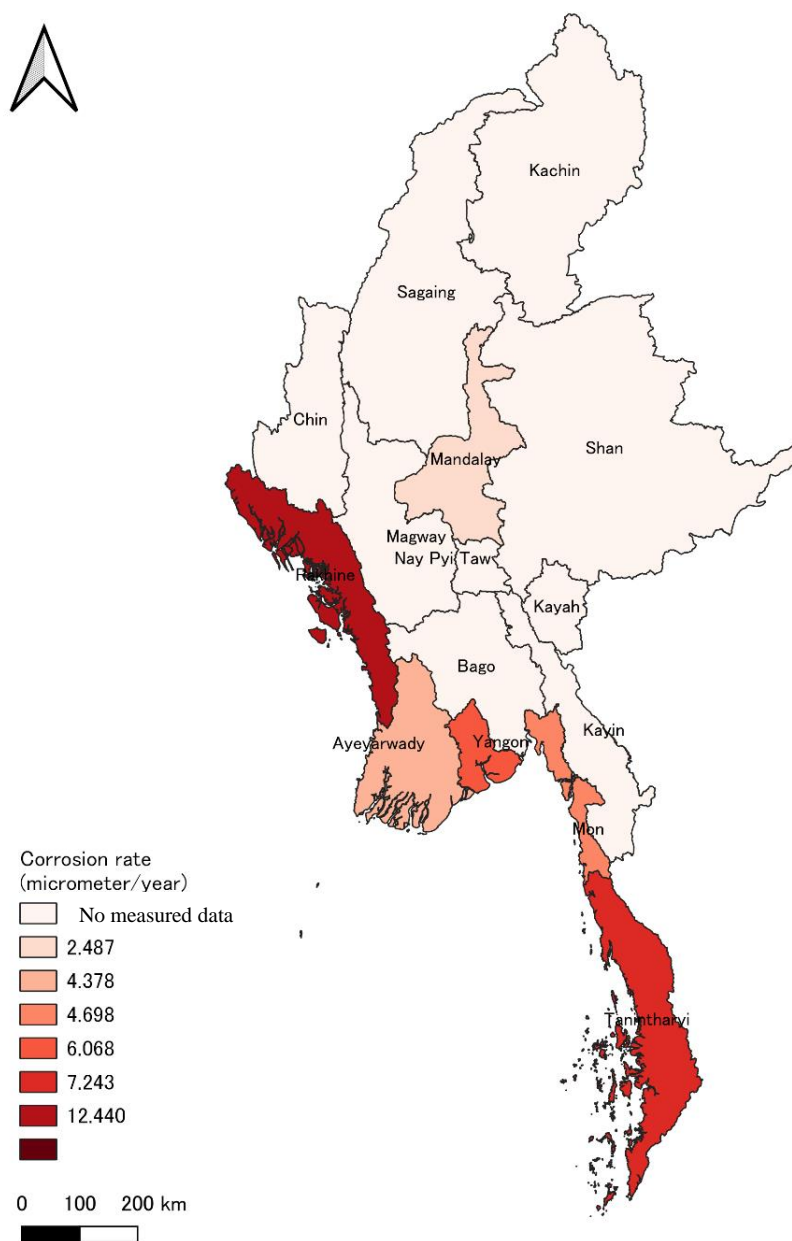 Kachin
Sagaing
Chin
Mandalay
Shan
Magway
Nay Pyi Taw
Rakhine
Kayah
Bago
Kayin
Ayeyarwady
Yangon
Mon
Tanintharyi
Corrosion rate
(micrometer/year)
No measured data
2.487
4.378
4.698
6.068
7.243
12.440
0 100 200 km